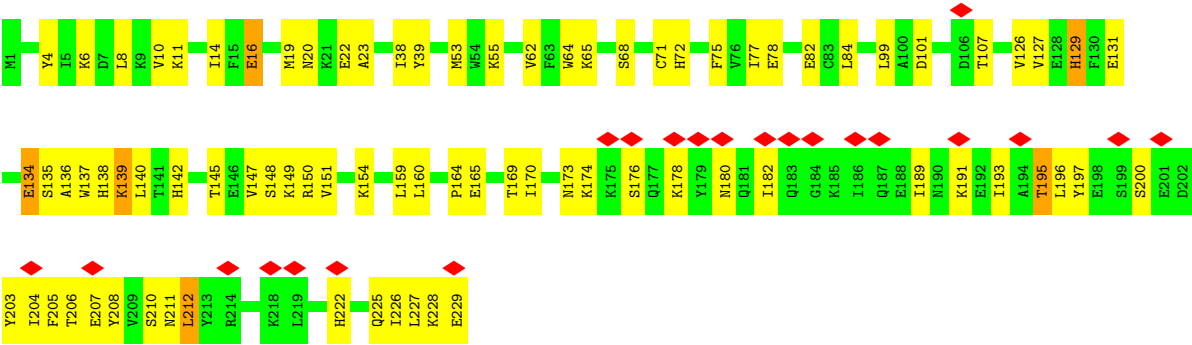 M1 Y4 I5 K6 D7 L8 K9 V10 K11 I14 F15 E16 M19 N20 K21 E22 A23 I38 Y39 M53 W54 K55 V62 F63 W64 K65 S68 C71 H72 F75 V76 I77 E78 E82 C83 L84 L99 A100 D101 D106 T107 V126 V127 E128 H129 F130 E131
E134 S135 A136 W137 H138 K139 L140 T141 H142 T145 E146 V147 S148 K149 R150 V151 K154 L159 L160 P164 E165 T169 I170 N173 K174 K175 S176 Q177 K178 Y179 N180 Q181 I182 Q183 G184 K185 I186 Q187 E188 I189 N190 K191 E192 I193 A194 T195 L196 Y197 E198 S199 S200 E201 D202
Y203 I204 F205 T206 E207 Y208 V209 S210 N211 L212 Y213 R214 K218 L219 H222 Q225 I226 L227 K228 E229